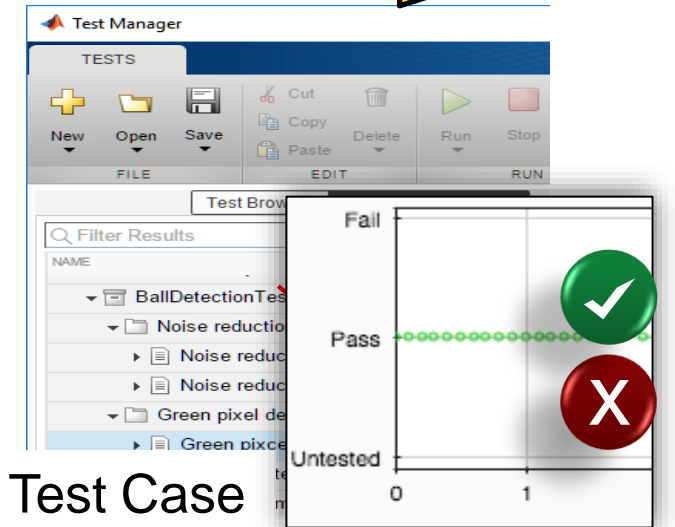 Test Manager
TESTS
New Open Save Cut Copy Paste Delete Run Stop
FILE EDIT RUN
Test Brow
Filter Results
NAME
BallDetectionTes
Noise reductio
Noise reduc
Noise reduc
Green pixel de
Green pixce
Test Case
Fail
Pass
Untested
0 1
X